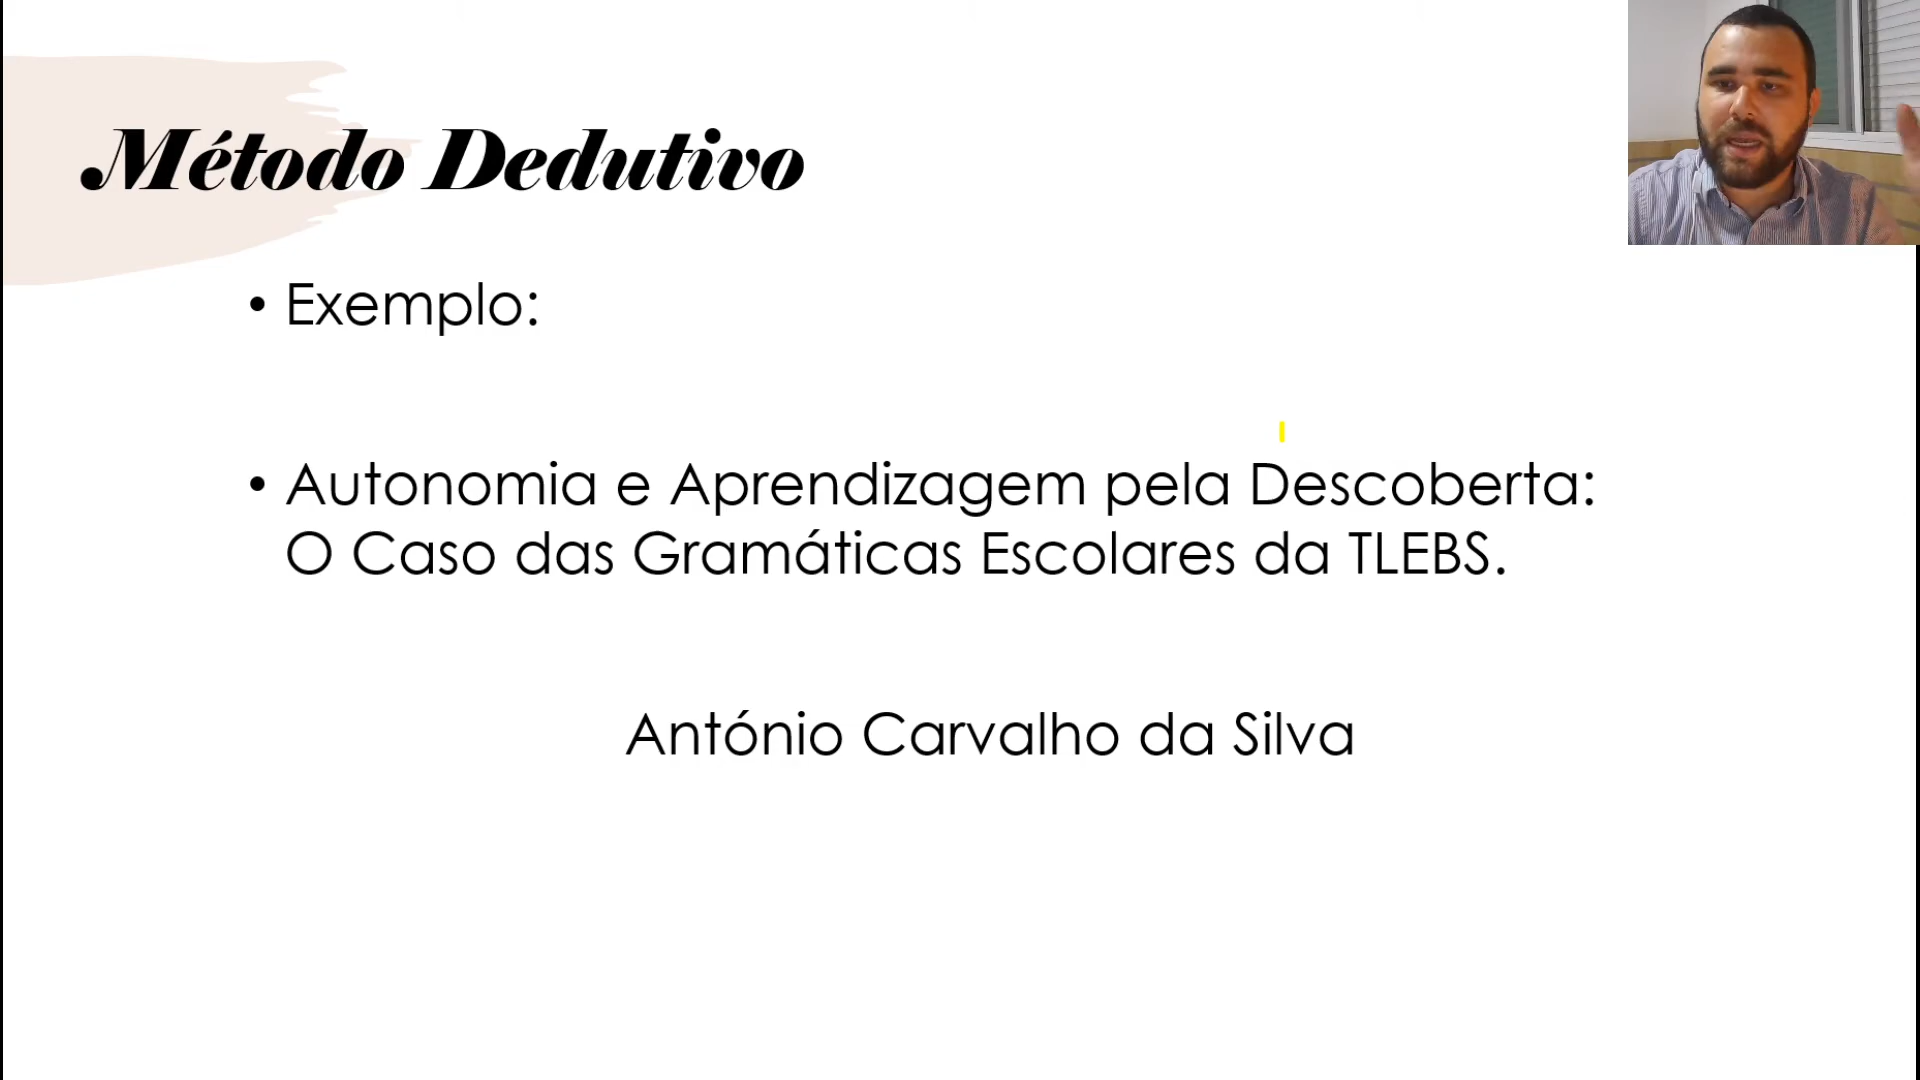 Método Dedutivo
• Exemplo:
• Autonomia e Aprendizagem pela Descoberta:
O Caso das Gramáticas Escolares da TLEBS.
António Carvalho da Silva